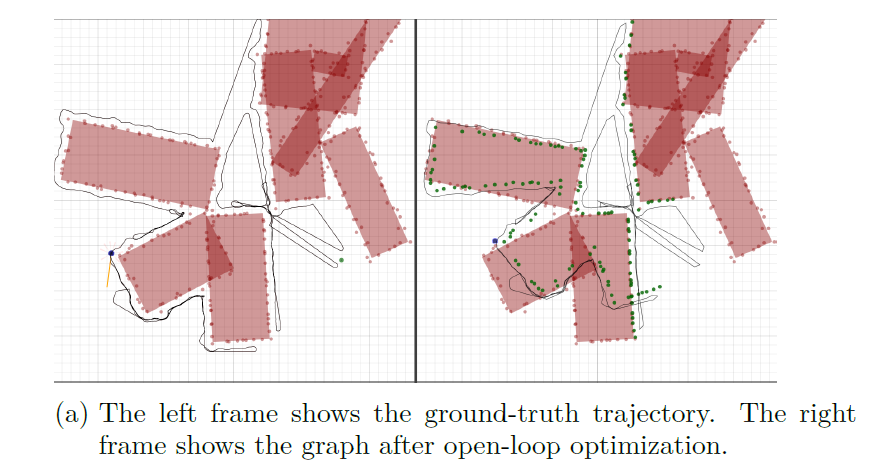 (a) The left frame shows the ground-truth trajectory. The right
frame shows the graph after open-loop optimization.